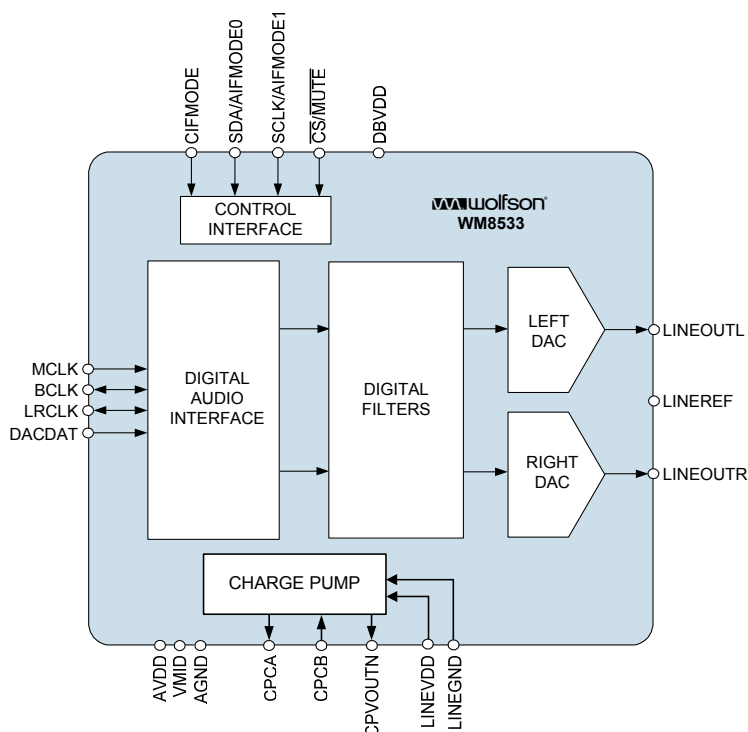 CIFMODE
SDA/AIFMODE0
SCLK/AIFMODE1
CS/MUTE
DBVDD
CONTROL
INTERFACE
wolfson
WM8533
MCLK
BCLK
LRCLK
DACDAT
DIGITAL
AUDIO
INTERFACE
DIGITAL
FILTERS
LEFT
DAC
RIGHT
DAC
LINEOUTL
LINEREF
LINEOUTR
CHARGE PUMP
AVDD
VMID
AGND
CPCA
CPCB
CPVOUTN
LINEVDD
LINEGND